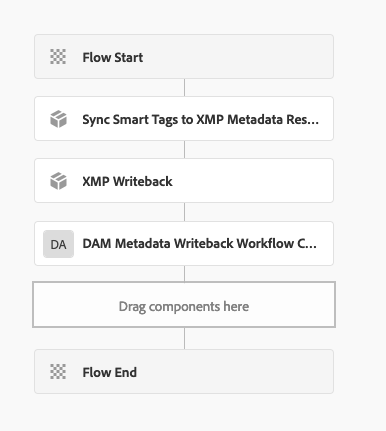 Flow Start
Sync Smart Tags to XMP Metadata Res...
XMP Writeback
DA DAM Metadata Writeback Workflow C...
Drag components here
Flow End